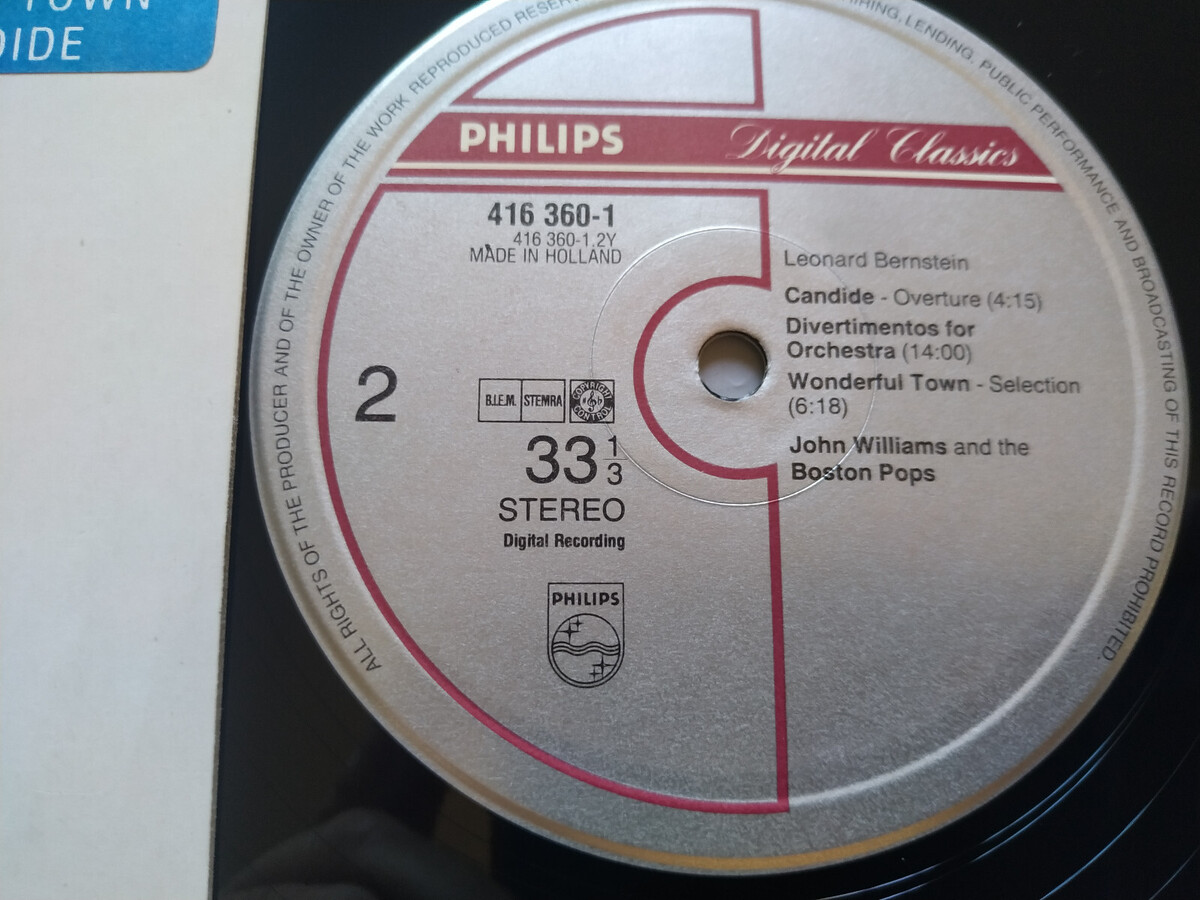 TOWN
DIDE
ALL RIGHTS OF THE PRODUCER AND OF THE OWNER OF THE WORK REPRODUCED
LENDING, PUBLIC PERFORMANCE AND BROADCASTING OF THIS RECORD PROHIBITED.
PHILIPS Digital Classics
416 360-1
416 360-1.2Y
MADE IN HOLLAND
2
B.I.E.M. STEMRA COPYRIGHT CONTROL
33 1/3
STEREO
Digital Recording
PHILIPS
Leonard Bernstein
Candide - Overture (4:15)
Divertimentos for
Orchestra (14:00)
Wonderful Town - Selection
(6:18)
John Williams and the
Boston Pops